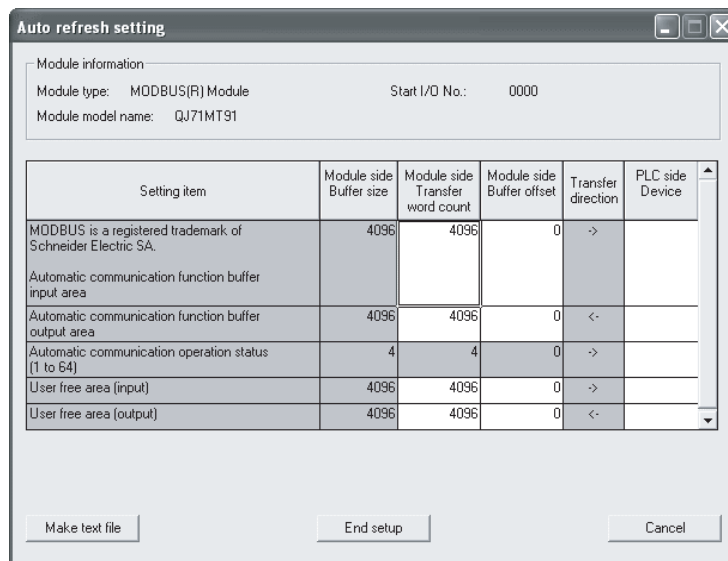 Auto refresh setting
Module information
Module type: MODBUS(R) Module Start I/O No.: 0000
Module model name: QJ71MT91
Setting item
Module side Buffer size
Module side Transfer word count
Module side Buffer offset
Transfer direction
PLC side Device
MODBUS is a registered trademark of
Schneider Electric SA.
Automatic communication function buffer
input area
4096 4096 0 ->
Automatic communication function buffer
output area
4096 4096 0 <-
Automatic communication operation status
(1 to 64)
4 4 0 ->
User free area (input) 4096 4096 0 ->
User free area (output) 4096 4096 0 <-
Make text file End setup Cancel